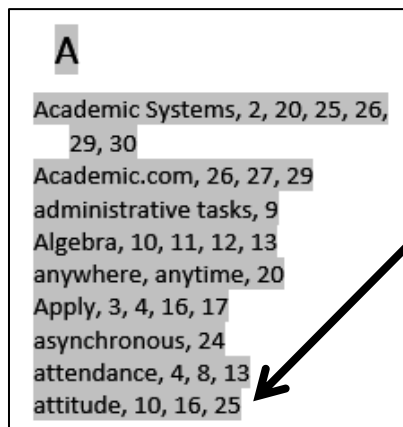 A
Academic Systems, 2, 20, 25, 26,
29, 30
Academic.com, 26, 27, 29
administrative tasks, 9
Algebra, 10, 11, 12, 13
anywhere, anytime, 20
Apply, 3, 4, 16, 17
asynchronous, 24
attendance, 4, 8, 13
attitude, 10, 16, 25